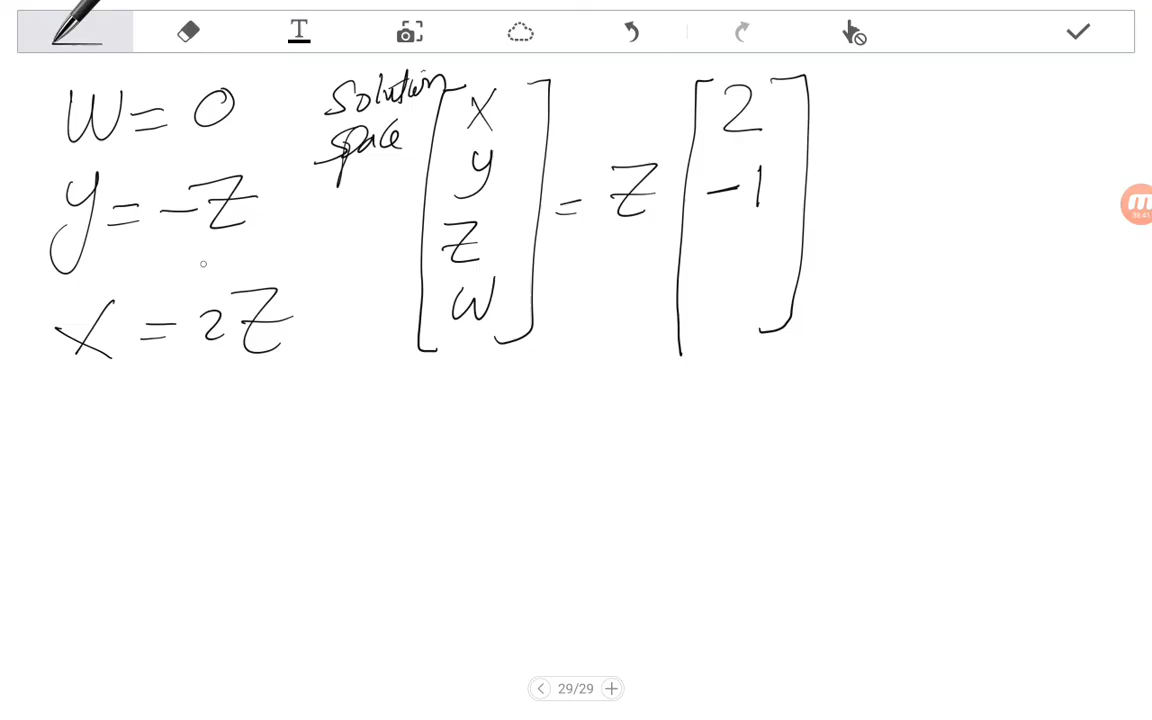 T
W = 0
y = -Z
x = 2Z
solution
space
[x
y
z
w] = Z [2
-1]
29/29